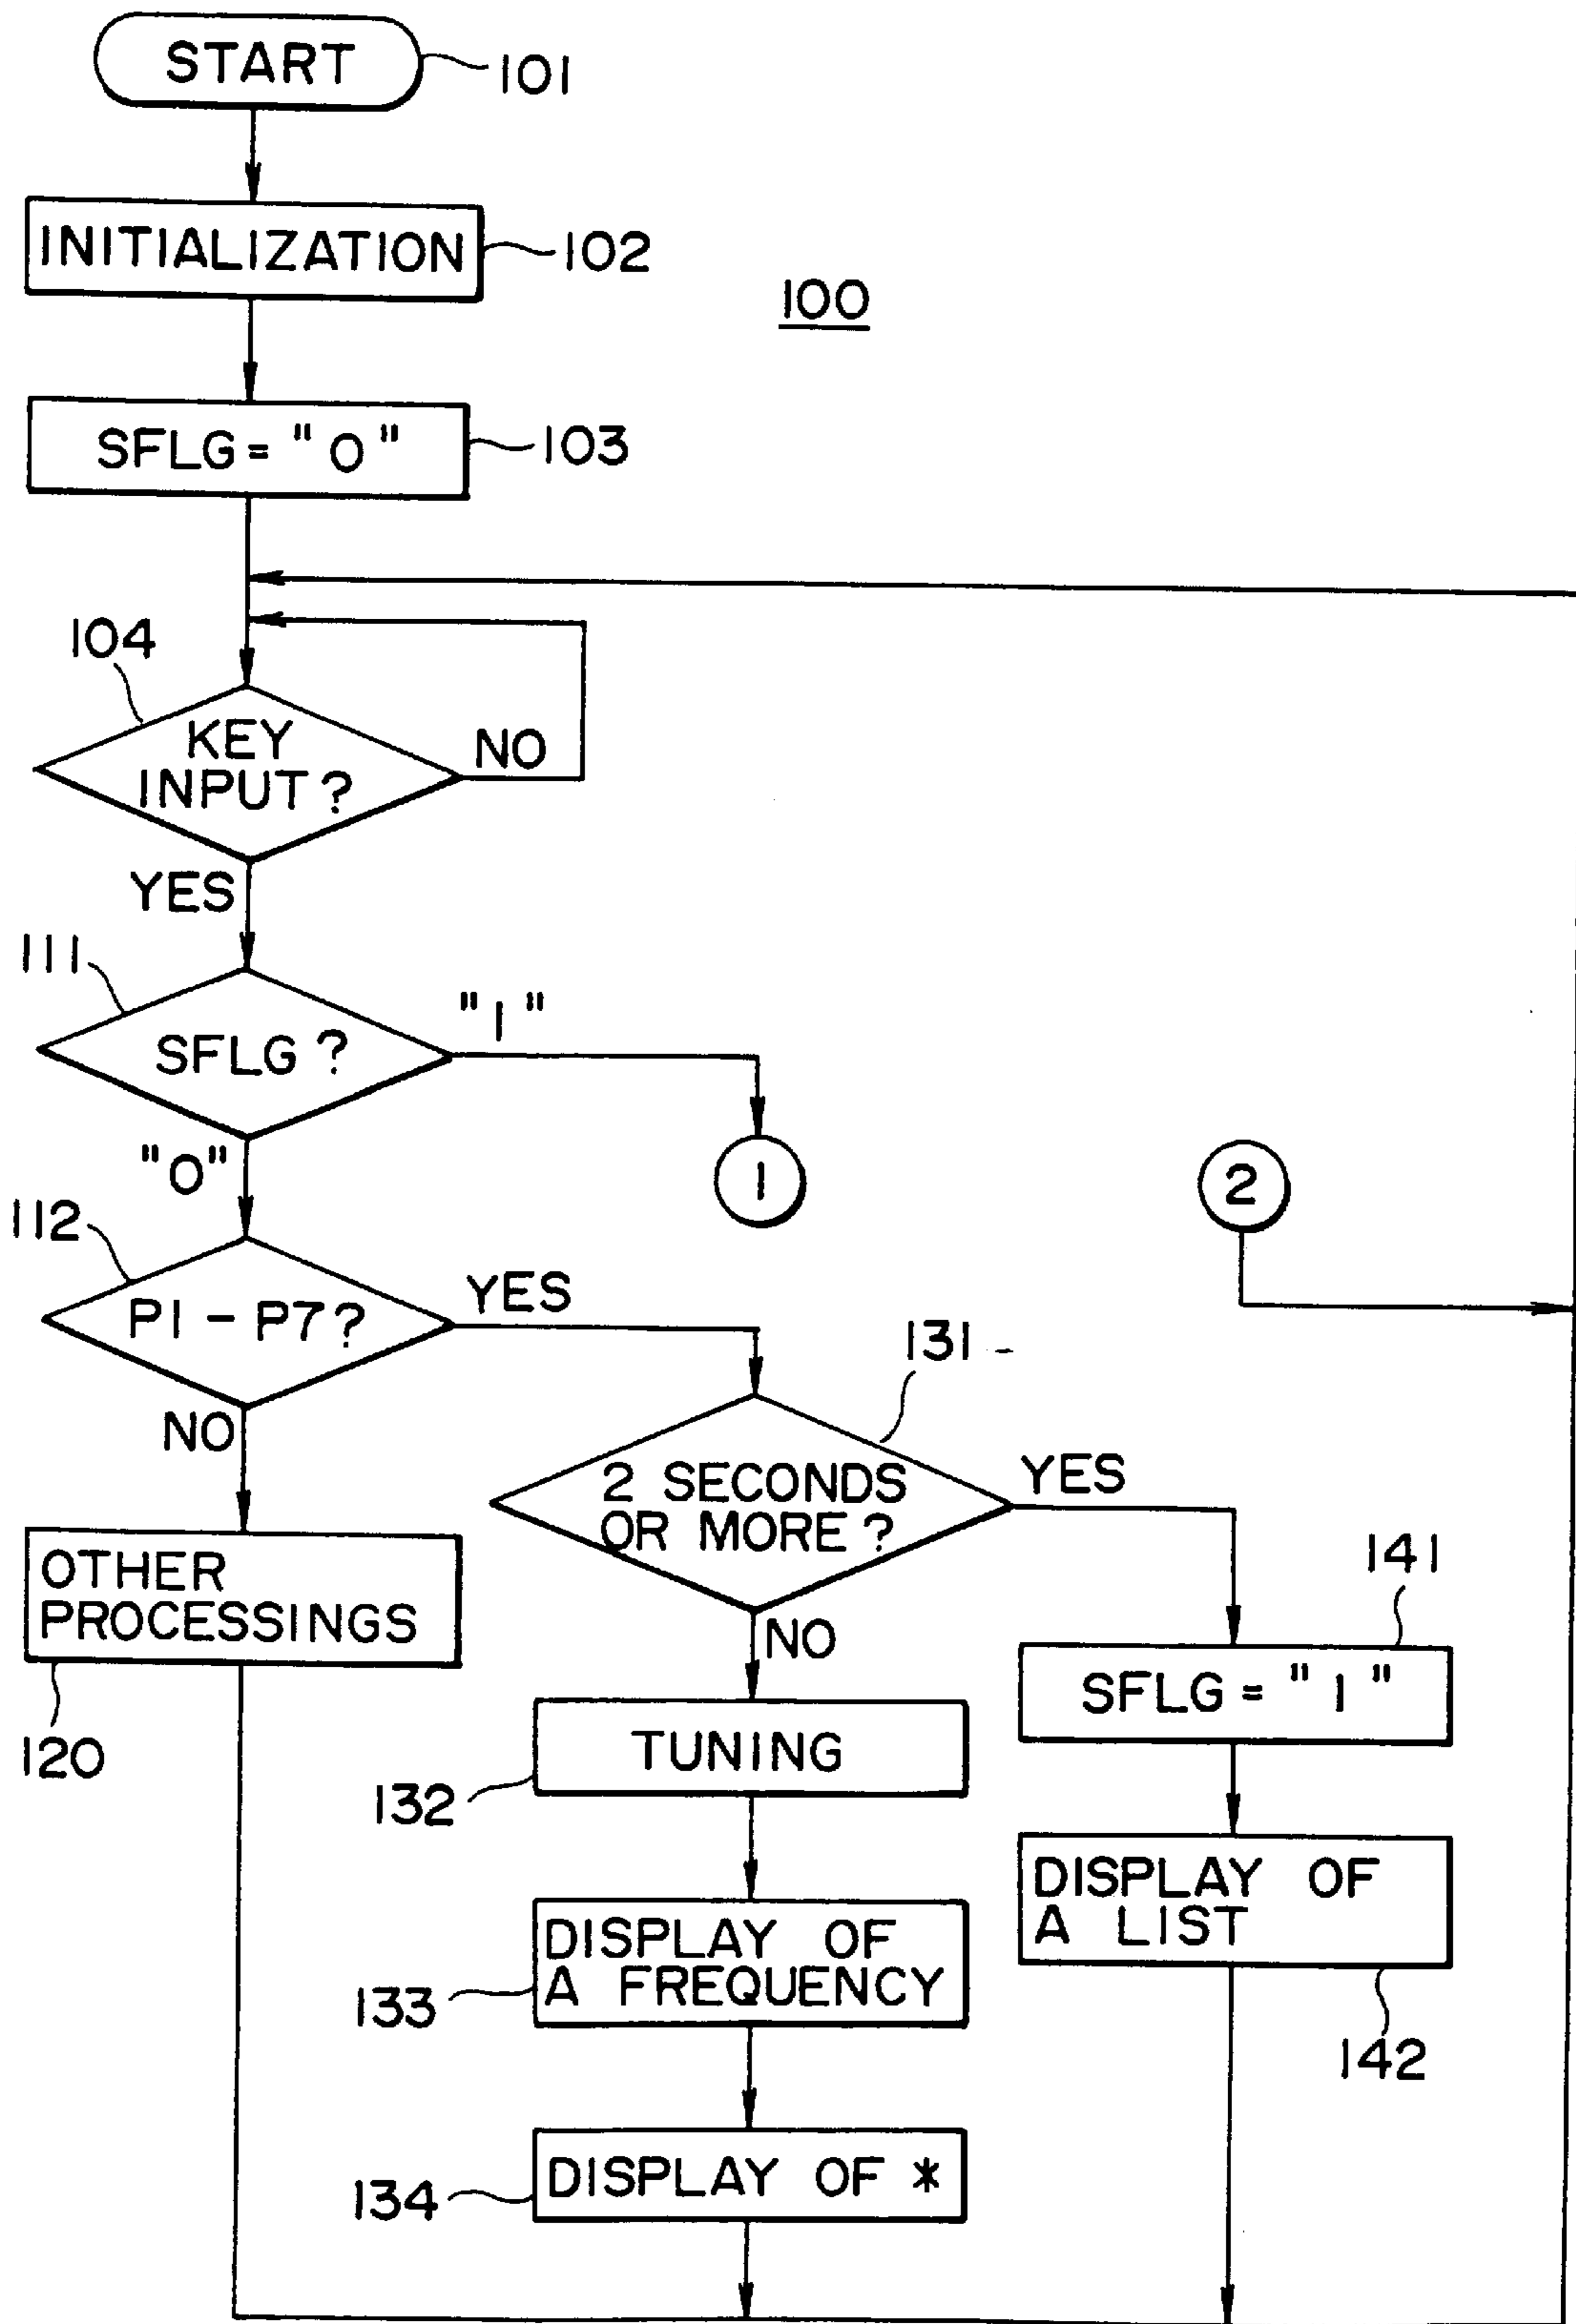 START
101
INITIALIZATION
102
100
SFLG = "0"
103
104
KEY
INPUT?
NO
YES
111
SFLG?
"1"
"0"
1
2
112
P1 - P7?
YES
NO
131
2 SECONDS
OR MORE?
YES
NO
OTHER
PROCESSINGS
120
141
SFLG = "1"
TUNING
132
DISPLAY OF
A LIST
142
DISPLAY OF
A FREQUENCY
133
DISPLAY OF *
134